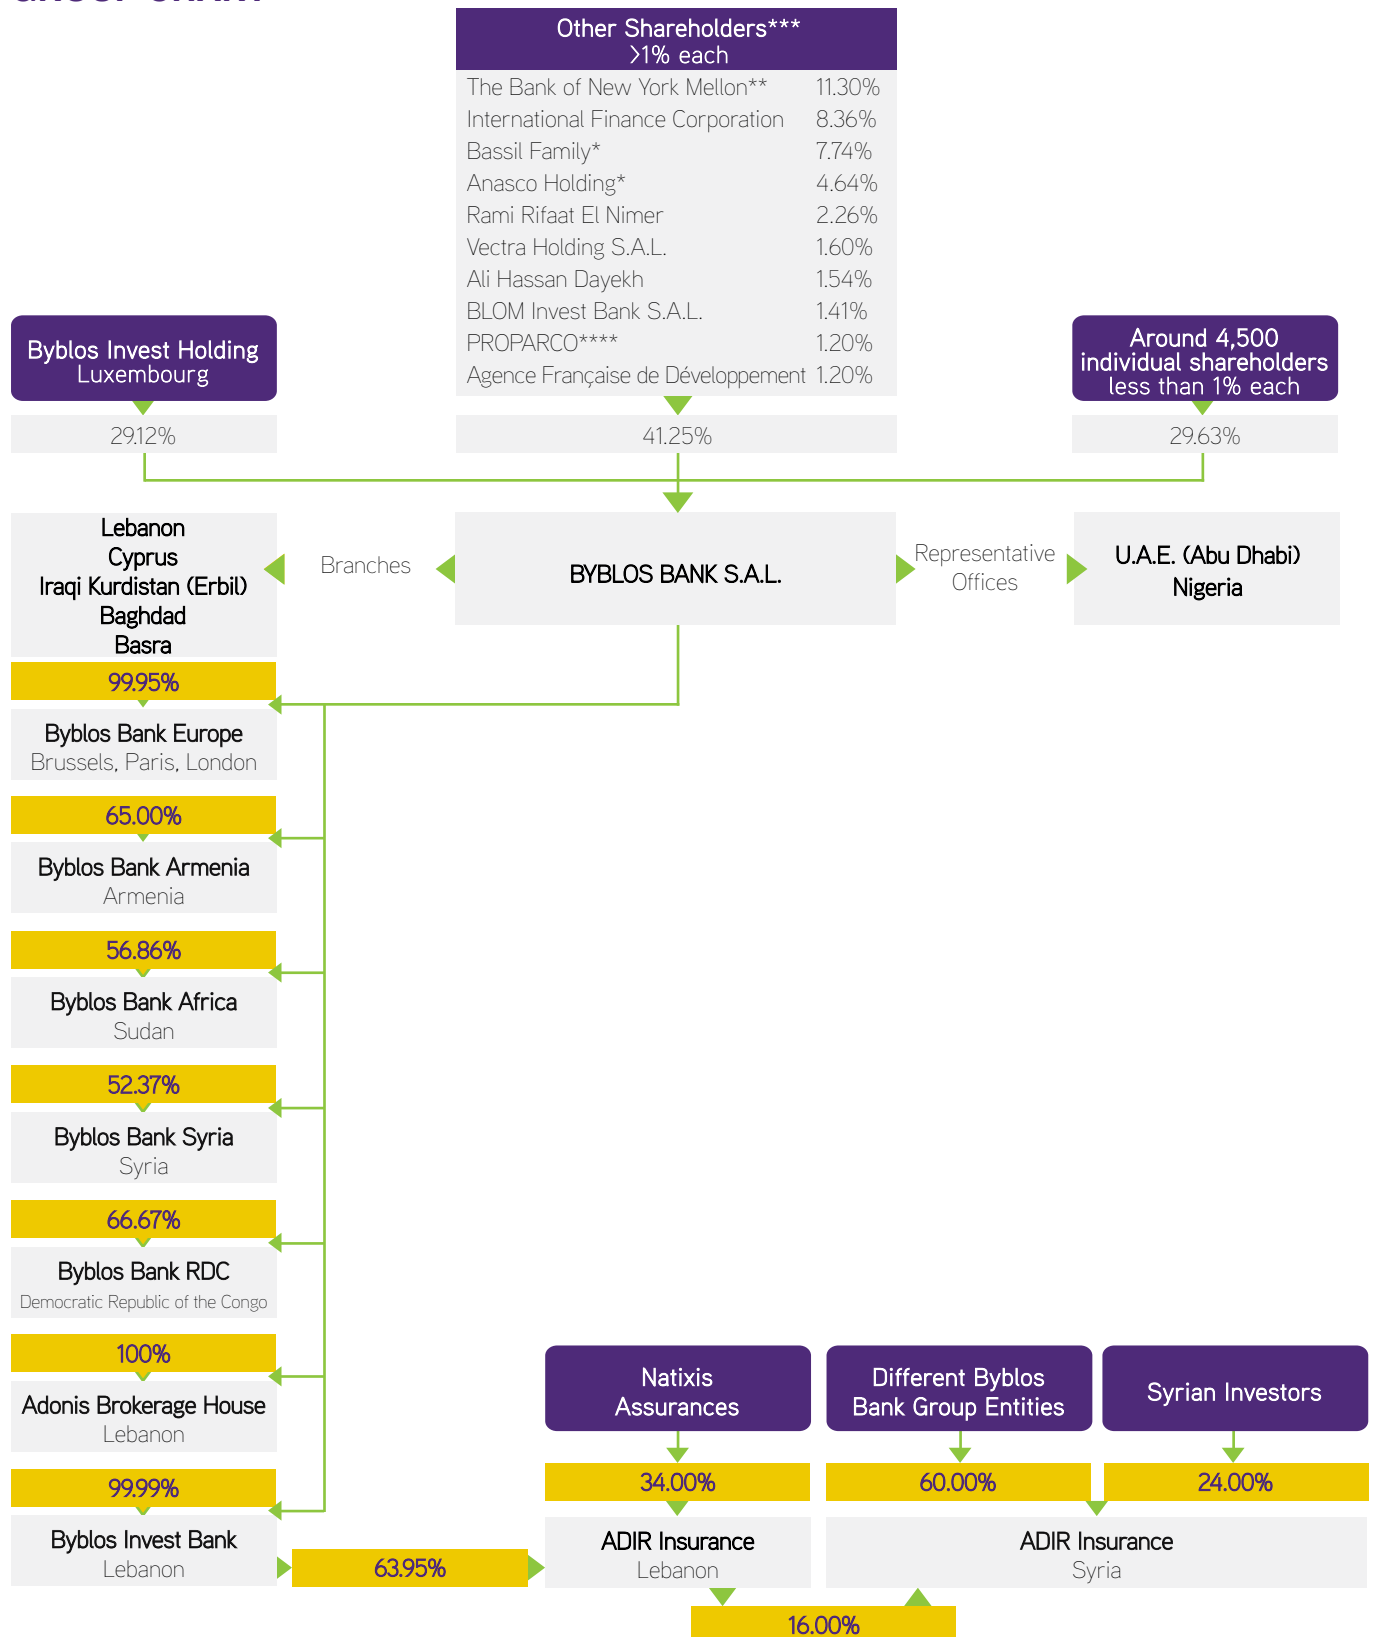 Other Shareholders***
>1% each
The Bank of New York Mellon** 11.30%
International Finance Corporation 8.36%
Bassil Family* 7.74%
Anasco Holding* 4.64%
Rami Rifaat El Nimer 2.26%
Vectra Holding S.A.L. 1.60%
Ali Hassan Dayekh 1.54%
BLOM Invest Bank S.A.L. 1.41%
PROPARCO**** 1.20%
Agence Française de Développement 1.20%
Byblos Invest Holding
Luxembourg
Around 4,500
individual shareholders
less than 1% each
29.12%
41.25%
29.63%
Lebanon
Cyprus
Iraqi Kurdistan (Erbil)
Baghdad
Basra
Branches
BYBLOS BANK S.A.L.
Representative
Offices
U.A.E. (Abu Dhabi)
Nigeria
99.95%
Byblos Bank Europe
Brussels, Paris, London
65.00%
Byblos Bank Armenia
Armenia
56.86%
Byblos Bank Africa
Sudan
52.37%
Byblos Bank Syria
Syria
66.67%
Byblos Bank RDC
Democratic Republic of the Congo
100%
Adonis Brokerage House
Lebanon
99.99%
Byblos Invest Bank
Lebanon
63.95%
Natixis
Assurances
34.00%
ADIR Insurance
Lebanon
Different Byblos
Bank Group Entities
60.00%
Syrian Investors
24.00%
ADIR Insurance
Syria
16.00%